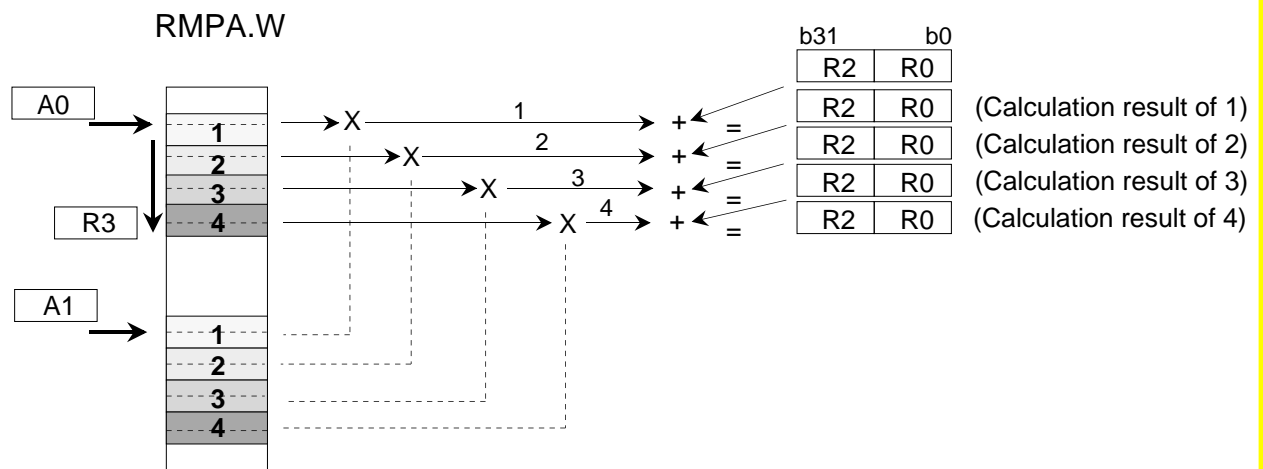 RMPA.W
b31 b0
R2 R0
A0
1 X 1 + = R2 R0 (Calculation result of 1)
2 X 2 + = R2 R0 (Calculation result of 2)
3 X 3 + = R2 R0 (Calculation result of 3)
R3 4 X 4 + = R2 R0 (Calculation result of 4)
A1
1
2
3
4